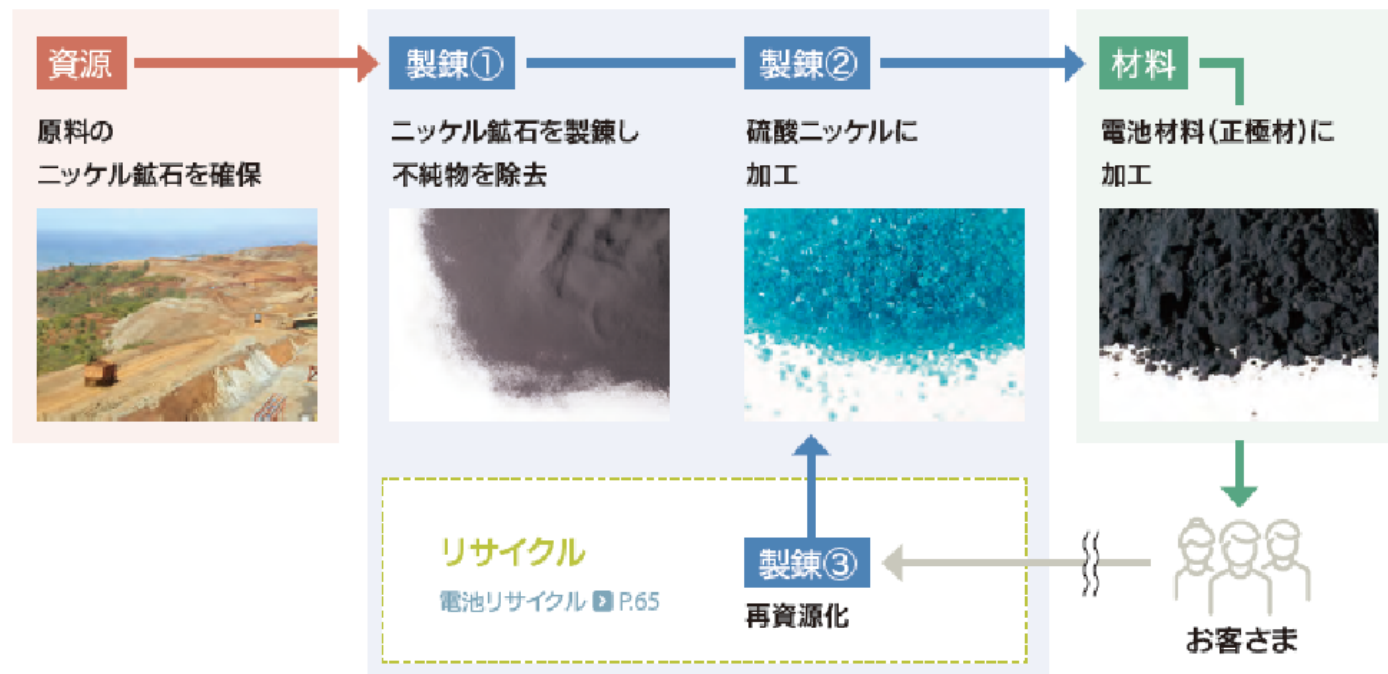 資源
原料の
ニッケル鉱石を確保
製錬①
ニッケル鉱石を製錬し
不純物を除去
製錬②
硫酸ニッケルに
加工
材料
電池材料(正極材)に
加工
リサイクル
電池リサイクル P.65
製錬③
再資源化
お客さま